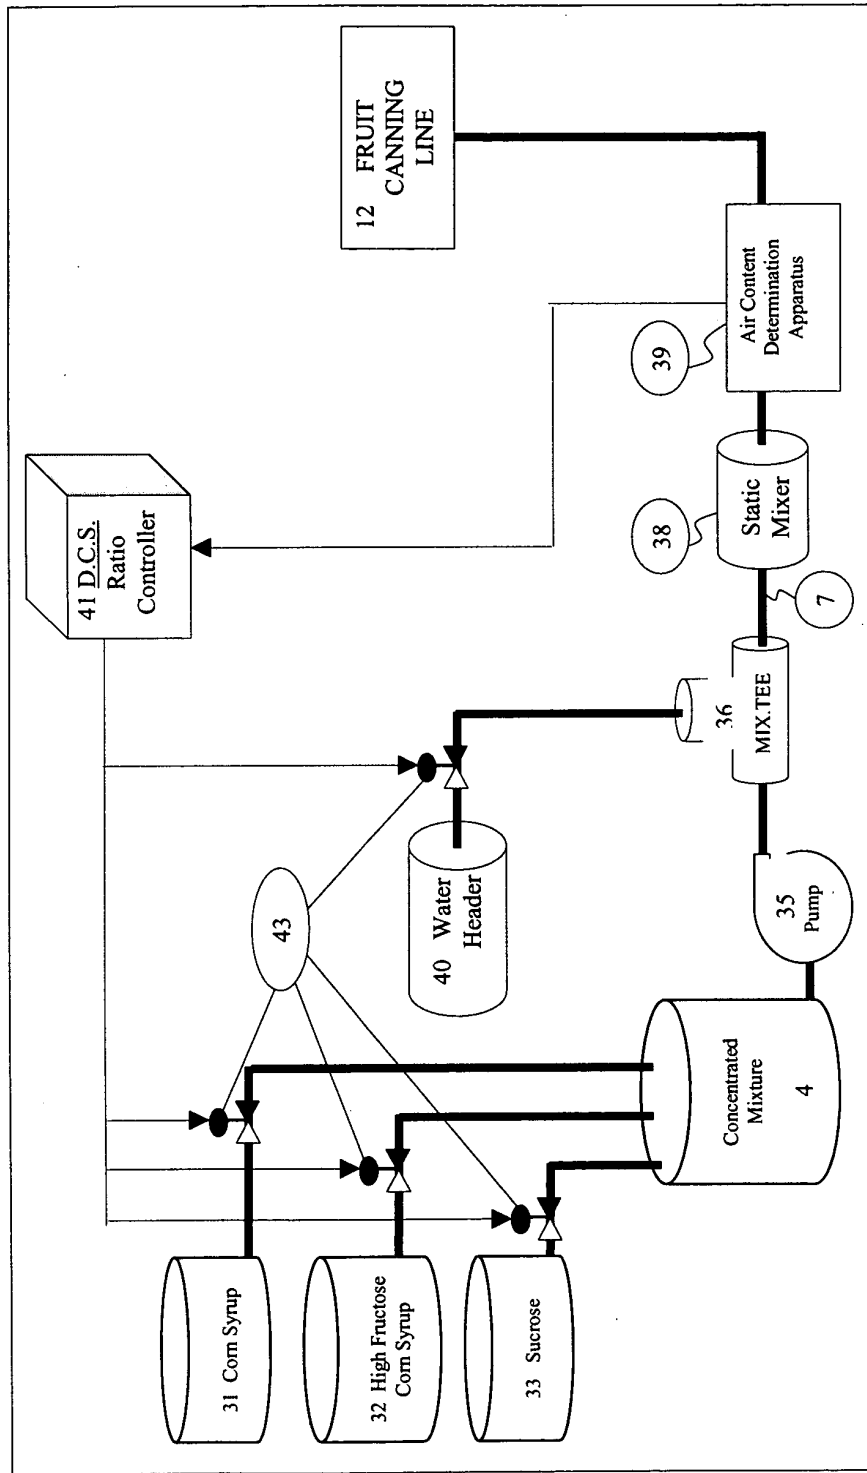 31 Corn Syrup
32 High Fructose
Corn Syrup
33 Sucrose
43
41 D.C.S.
Ratio
Controller
40 Water
Header
12 FRUIT
CANNING
LINE
Concentrated
Mixture
4
35
Pump
36
MIX.TEE
7
38
Static
Mixer
39
Air Content
Determination
Apparatus